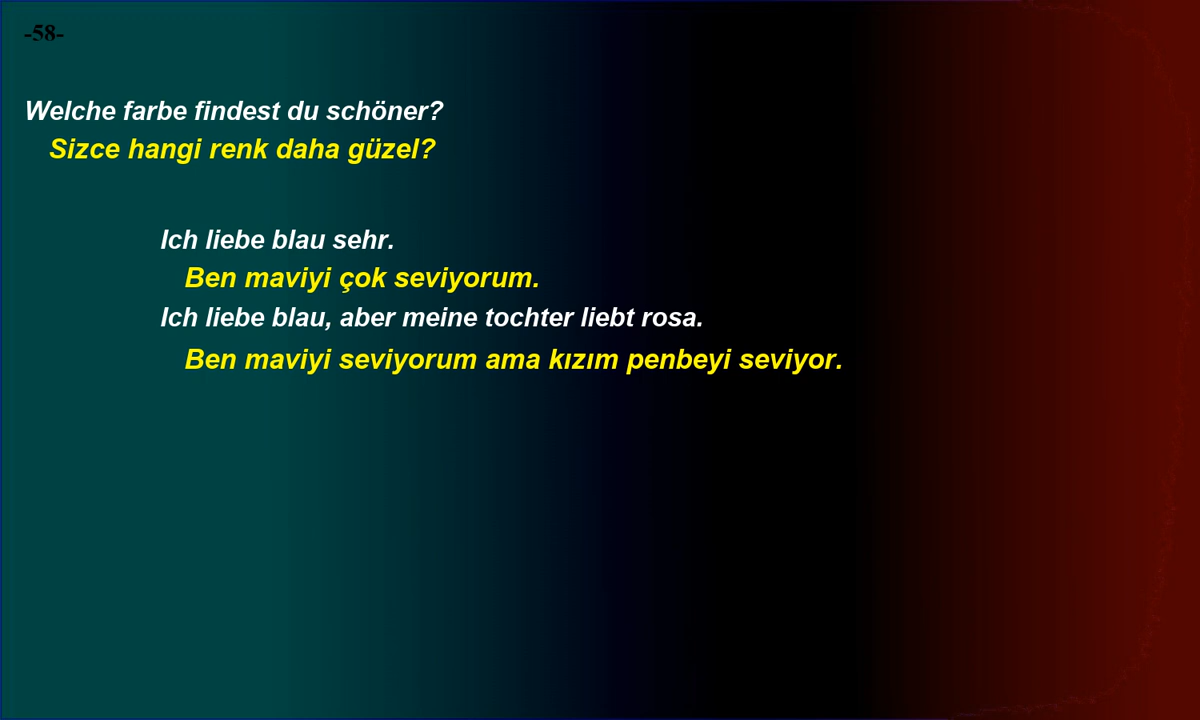 -58-
Welche farbe findest du schöner?
Sizce hangi renk daha güzel?
Ich liebe blau sehr.
Ben maviyi çok seviyorum.
Ich liebe blau, aber meine tochter liebt rosa.
Ben maviyi seviyorum ama kızım penbeyi seviyor.